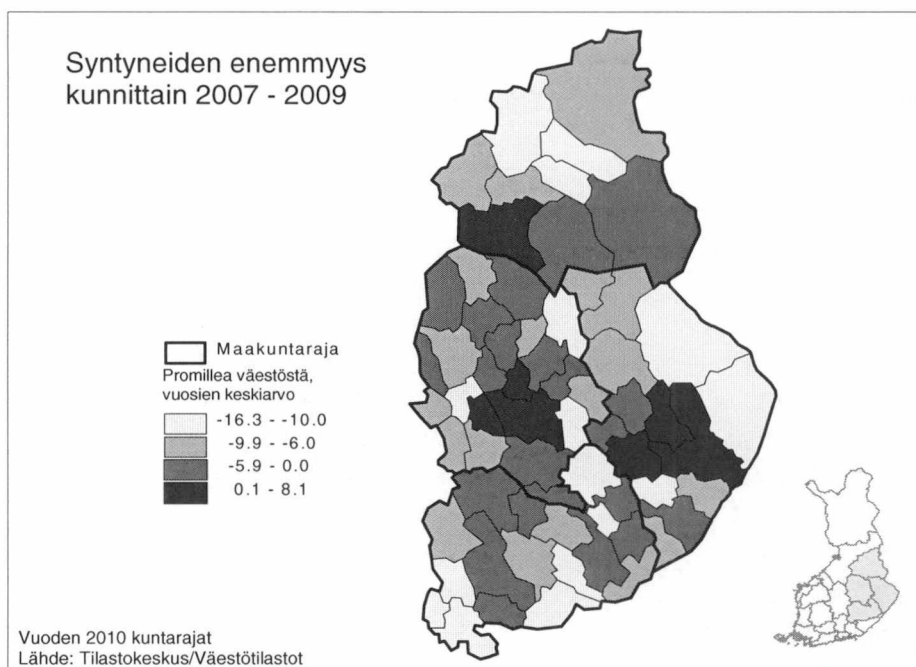 Syntyneiden enemmyys
kunnittain 2007 - 2009
Maakuntaraja
Promillea väestöstä,
vuosien keskiarvo
-16.3 - -10.0
-9.9 - -6.0
-5.9 - 0.0
0.1 - 8.1
Vuoden 2010 kuntarajat
Lähde: Tilastokeskus/Väestötilastot